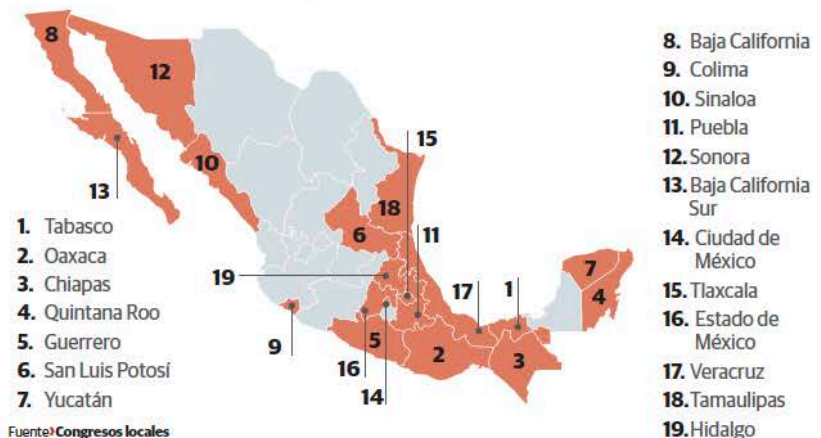 8
12
10
13
15
18
6
11
19
17
1
7
4
9
16
5
14
2
3
1. Tabasco
2. Oaxaca
3. Chiapas
4. Quintana Roo
5. Guerrero
6. San Luis Potosí
7. Yucatán
8. Baja California
9. Colima
10. Sinaloa
11. Puebla
12. Sonora
13. Baja California
Sur
14. Ciudad de
México
15. Tlaxcala
16. Estado de
México
17. Veracruz
18. Tamaulipas
19. Hidalgo
Fuente›Congresos locales